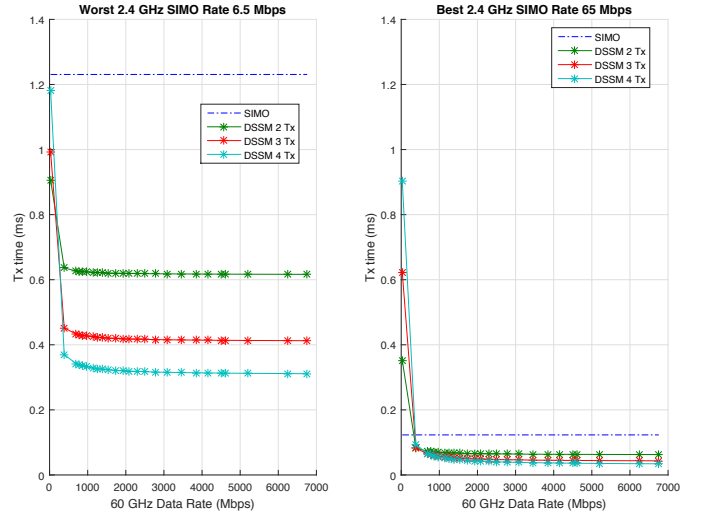 Worst 2.4 GHz SIMO Rate 6.5 Mbps
1.4
1.2
1
0.8
0.6
0.4
0.2
0
Tx time (ms)
SIMO
DSSM 2 Tx
DSSM 3 Tx
DSSM 4 Tx
0 1000 2000 3000 4000 5000 6000 7000
60 GHz Data Rate (Mbps)
Best 2.4 GHz SIMO Rate 65 Mbps
1.4
1.2
1
0.8
0.6
0.4
0.2
0
Tx time (ms)
SIMO
DSSM 2 Tx
DSSM 3 Tx
DSSM 4 Tx
0 1000 2000 3000 4000 5000 6000 7000
60 GHz Data Rate (Mbps)